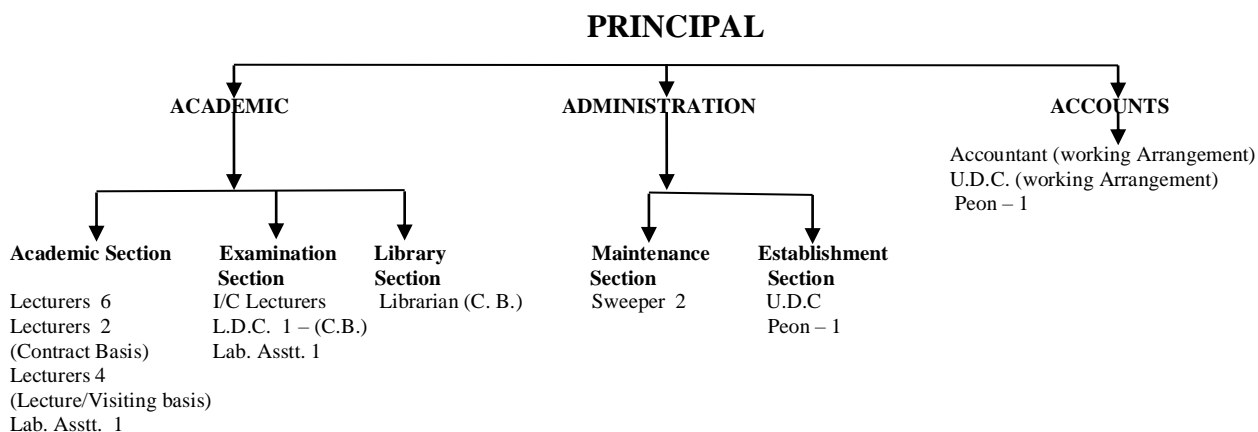 PRINCIPAL
ACADEMIC
ADMINISTRATION
ACCOUNTS
Accountant (working Arrangement)
U.D.C. (working Arrangement)
Peon – 1
Academic Section
Lecturers 6
Lecturers 2
(Contract Basis)
Lecturers 4
(Lecture/Visiting basis)
Lab. Asstt. 1
Examination
Section
I/C Lecturers
L.D.C. 1 – (C.B.)
Lab. Asstt. 1
Library
Section
Librarian (C. B.)
Maintenance
Section
Sweeper 2
Establishment
Section
U.D.C
Peon – 1